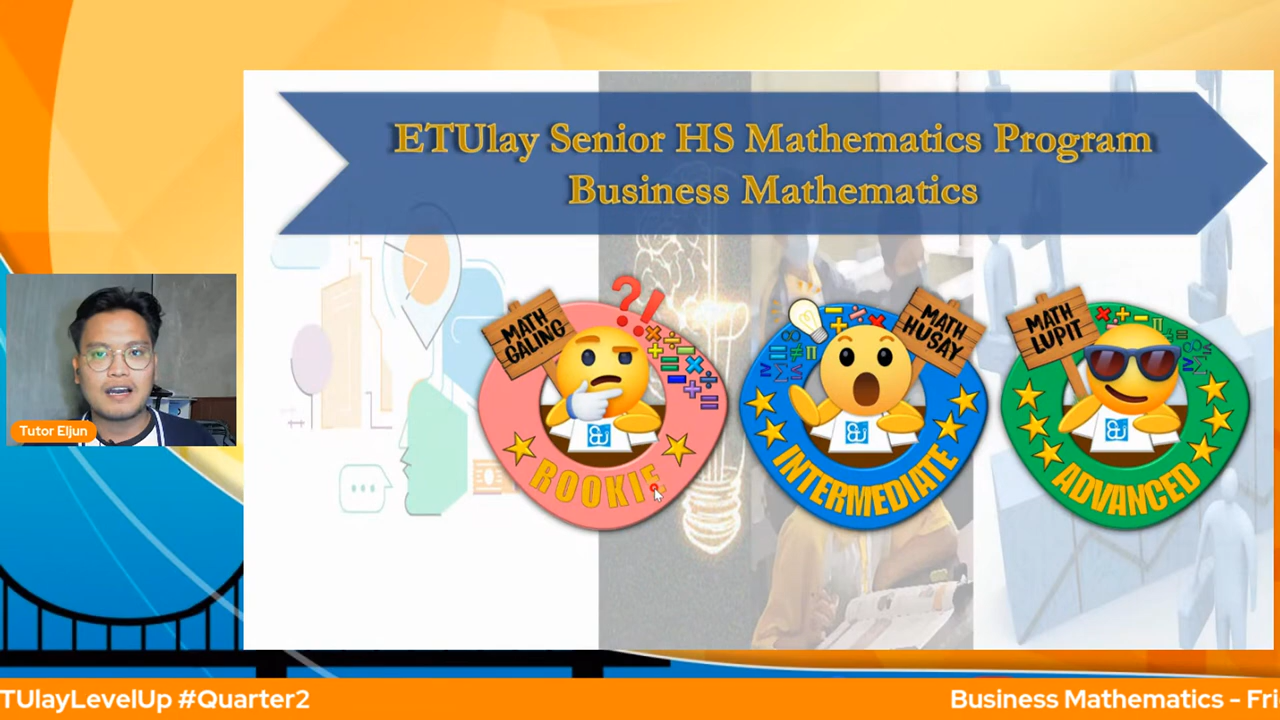 ETUlay Senior HS Mathematics Program
Business Mathematics
MATH
GALING
ROOKIE
MATH
HUSAY
INTERMEDIATE
MATH
LUPIT
ADVANCED
Tutor Eljun
TUlayLevelUp #Quarter2
Business Mathematics - Fri